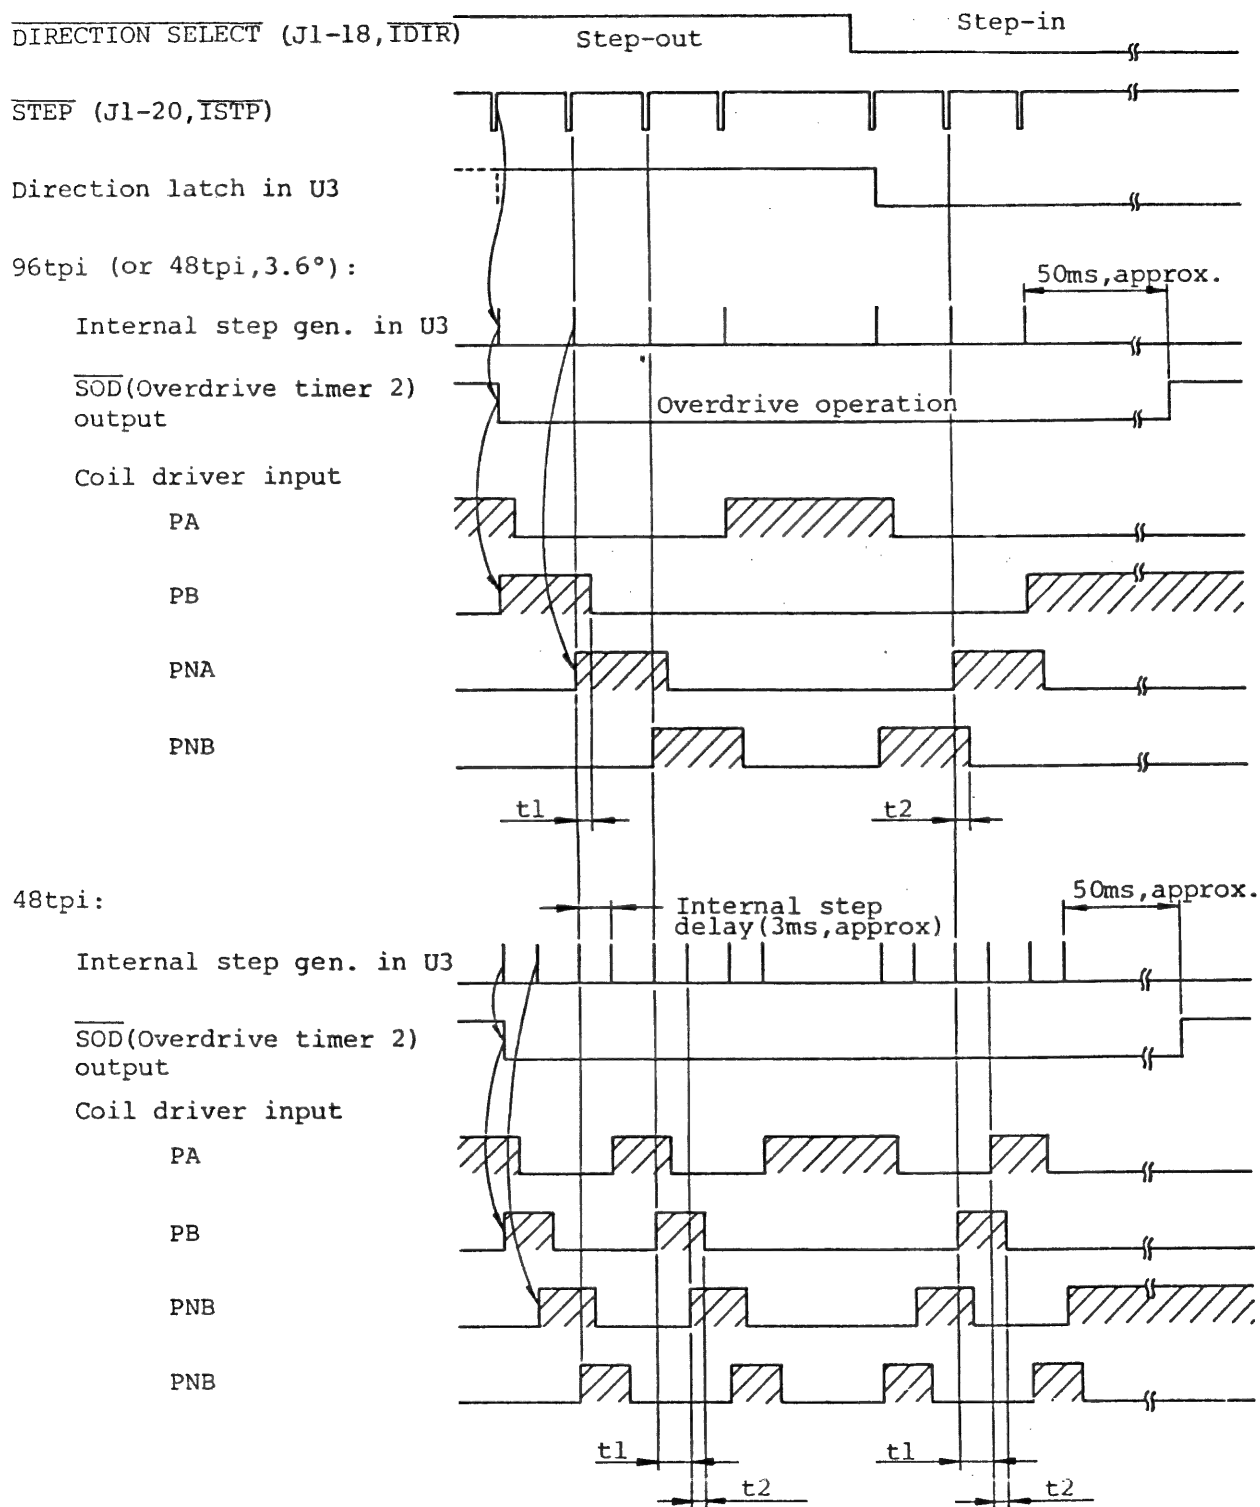 DIRECTION SELECT (J1-18,IDIR)
Step-out
Step-in
STEP (J1-20,ISTP)
Direction latch in U3
96tpi (or 48tpi,3.6°):
50ms,approx.
Internal step gen. in U3
SOD(Overdrive timer 2)
output
Overdrive operation
Coil driver input
PA
PB
PNA
PNB
t1
t2
48tpi:
Internal step
delay(3ms,approx)
50ms,approx.
Internal step gen. in U3
SOD(Overdrive timer 2)
output
Coil driver input
PA
PB
PNB
PNB
t1
t1
t2
t2